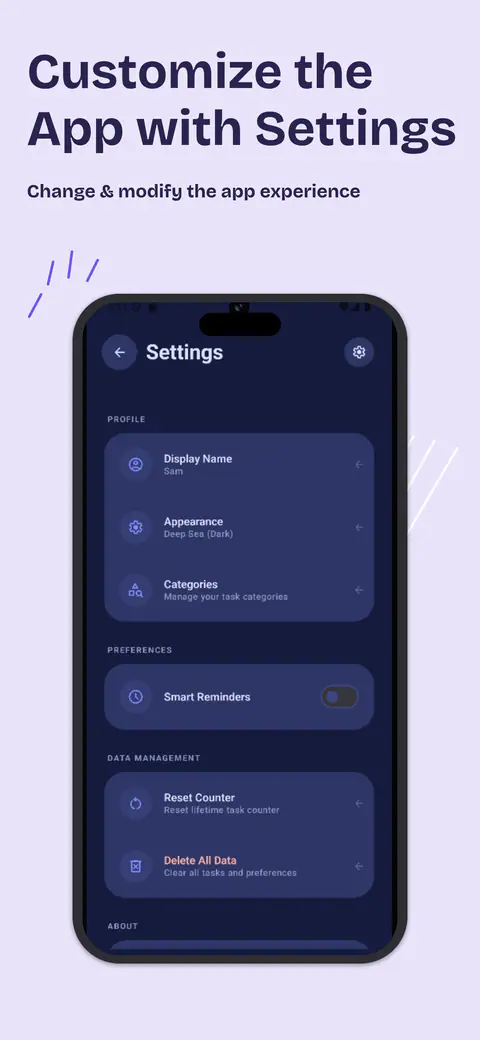 Customize the
App with Settings
Change & modify the app experience
Settings
PROFILE
Display Name
Sam
Appearance
Deep Sea (Dark)
Categories
Manage your task categories
PREFERENCES
Smart Reminders
DATA MANAGEMENT
Reset Counter
Reset lifetime task counter
Delete All Data
Clear all tasks and preferences
ABOUT